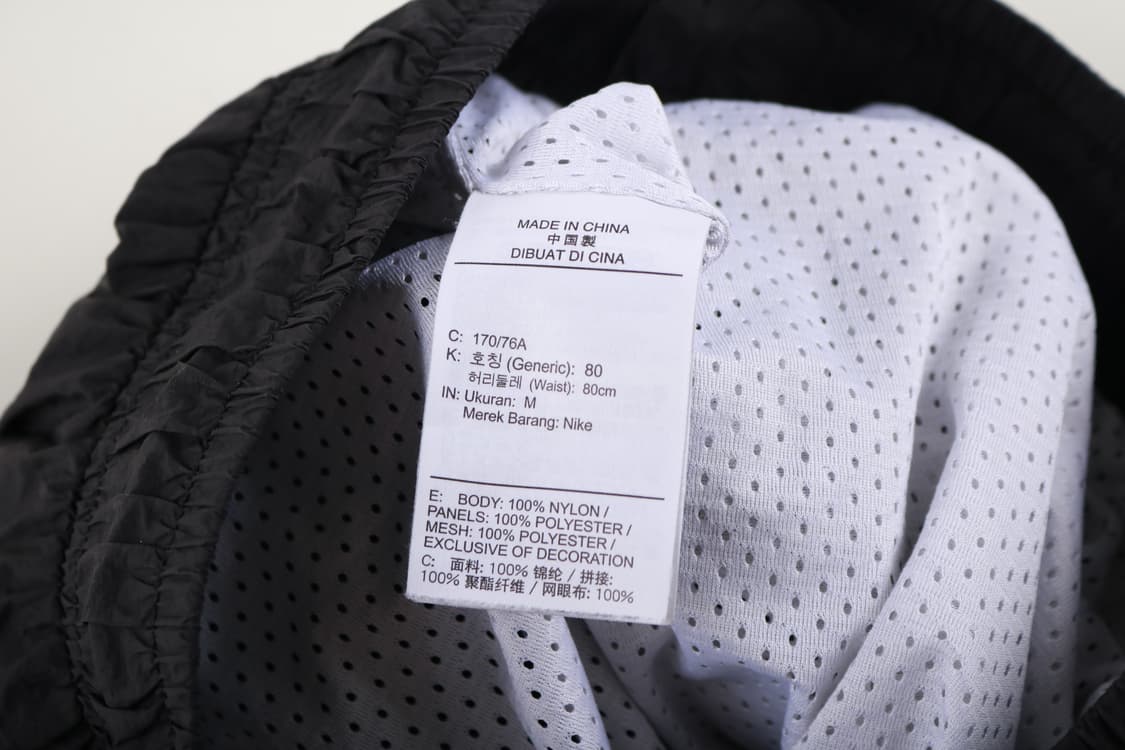 MADE IN CHINA
中国製
DIBUAT DI CINA
C: 170/76A
K: 호칭 (Generic): 80
허리둘레 (Waist): 80cm
IN: Ukuran: M
Merek Barang: Nike
E: BODY: 100% NYLON /
PANELS: 100% POLYESTER /
MESH: 100% POLYESTER /
EXCLUSIVE OF DECORATION
C: 面料: 100% 锦纶 / 拼接:
100% 聚酯纤维 / 网眼布: 100%